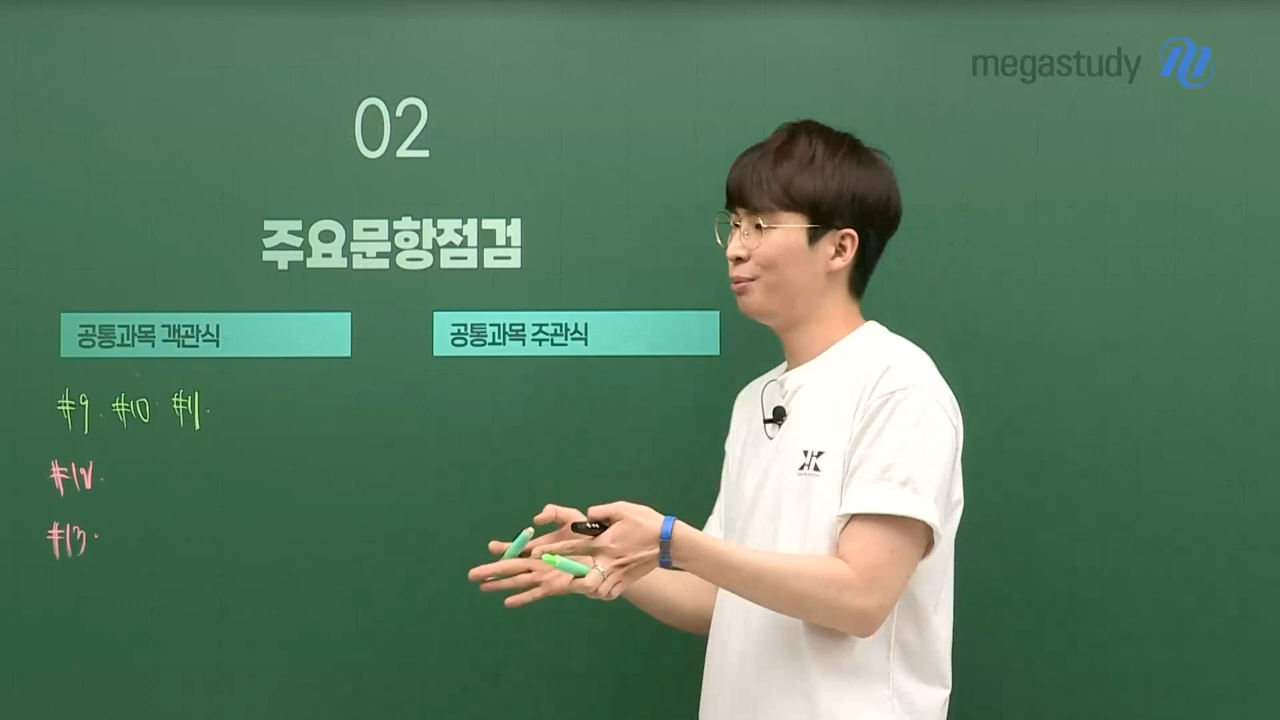 megastudy
02
주요문항점검
공통과목 객관식
공통과목 주관식
#9. #10 #11.
#12.
#13.